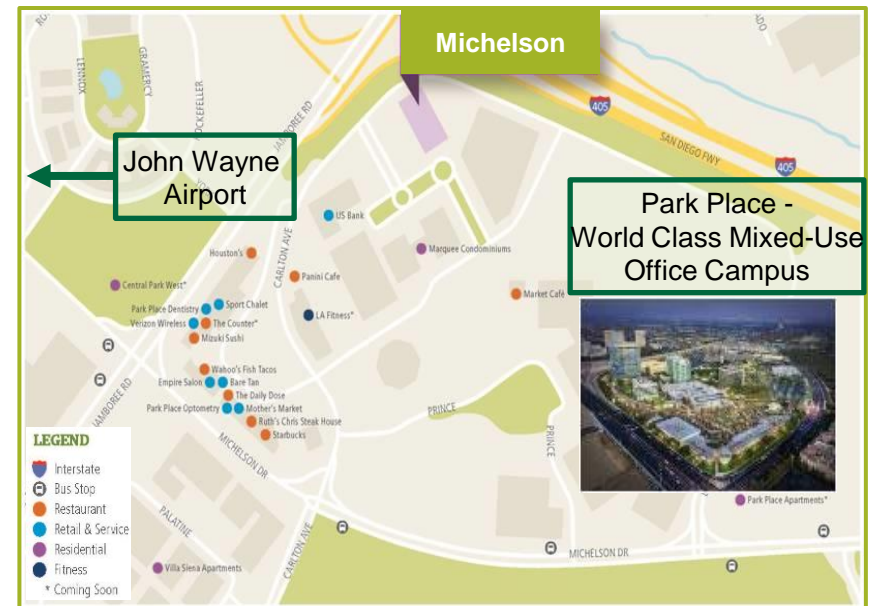 Michelson
LENNOX
GRAMERCY
ROCKEFELLER
JAMBOREE RD
405
SAN DIEGO FWY
405
John Wayne
Airport
Park Place -
World Class Mixed-Use
Office Campus
US Bank
CARLTON AVE
Houston's
Marquee Condominiums
Panini Cafe
Central Park West*
Market Café
Park Place Dentistry
Sport Chalet
LA Fitness*
Verizon Wireless
The Counter*
Mizuki Sushi
Wahoo's Fish Tacos
Empire Salon
Bare Tan
The Daily Dose
Park Place Optometry
Mother's Market
Ruth's Chris Steak House
Starbucks
JAMBOREE RD
PRINCE
PRINCE
MICHELSON DR
PALATINE
CARLTON AVE
Villa Siena Apartments
Park Place Apartments*
MICHELSON DR
LEGEND
Interstate
Bus Stop
Restaurant
Retail & Service
Residential
Fitness
* Coming Soon